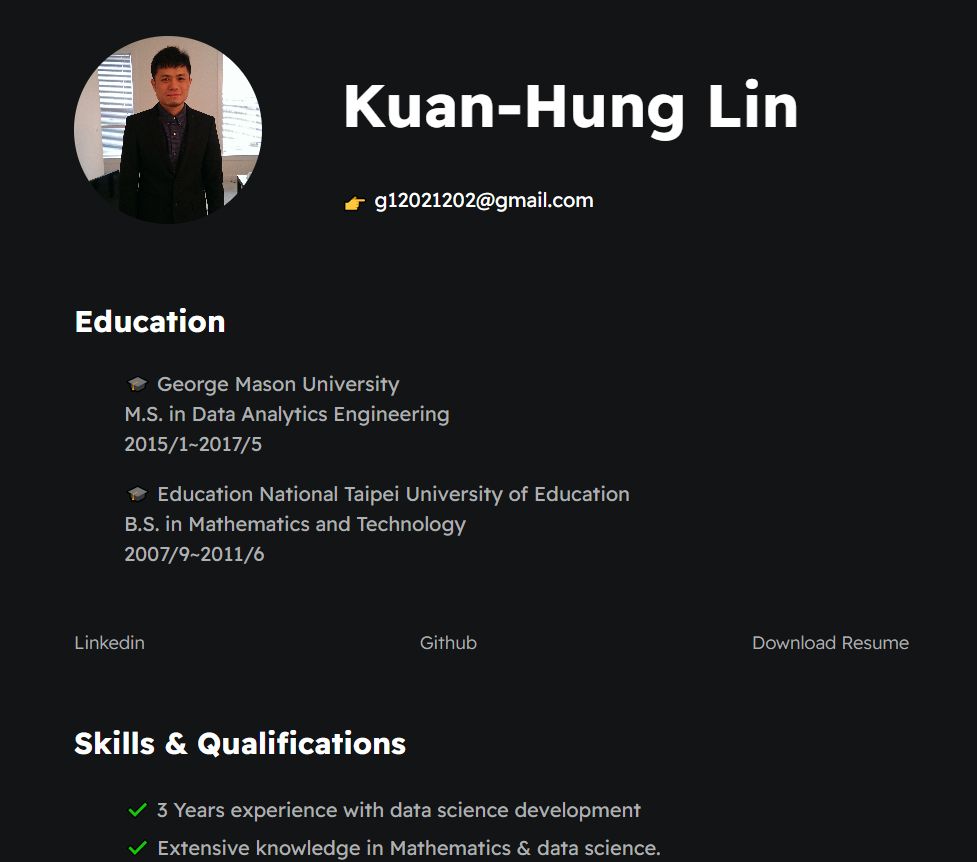 Kuan-Hung Lin
👉 g12021202@gmail.com
Education
🎓 George Mason University
M.S. in Data Analytics Engineering
2015/1~2017/5
🎓 Education National Taipei University of Education
B.S. in Mathematics and Technology
2007/9~2011/6
Linkedin Github Download Resume
Skills & Qualifications
✔ 3 Years experience with data science development
✔ Extensive knowledge in Mathematics & data science.